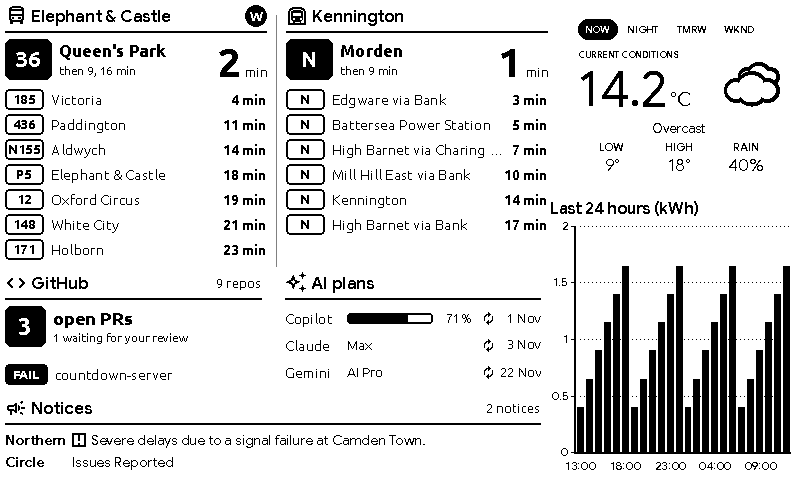 Elephant & Castle W
36 Queen's Park 2 min
then 9, 16 min
185 Victoria 4 min
436 Paddington 11 min
N155 Aldwych 14 min
P5 Elephant & Castle 18 min
12 Oxford Circus 19 min
148 White City 21 min
171 Holborn 23 min
Kennington
N Morden 1 min
then 9 min
N Edgware via Bank 3 min
N Battersea Power Station 5 min
N High Barnet via Charing ... 7 min
N Mill Hill East via Bank 10 min
N Kennington 14 min
N High Barnet via Bank 17 min
NOW NIGHT TMRW WKND
CURRENT CONDITIONS
14.2°C
Overcast
LOW HIGH RAIN
9° 18° 40%
GitHub 9 repos
3 open PRs
1 waiting for your review
FAIL countdown-server
AI plans
Copilot 71% 1 Nov
Claude Max 3 Nov
Gemini AI Pro 22 Nov
Last 24 hours (kWh)
2
1.5
1
0.5
0
13:00 18:00 23:00 04:00 09:00
Notices 2 notices
Northern ! Severe delays due to a signal failure at Camden Town.
Circle Issues Reported